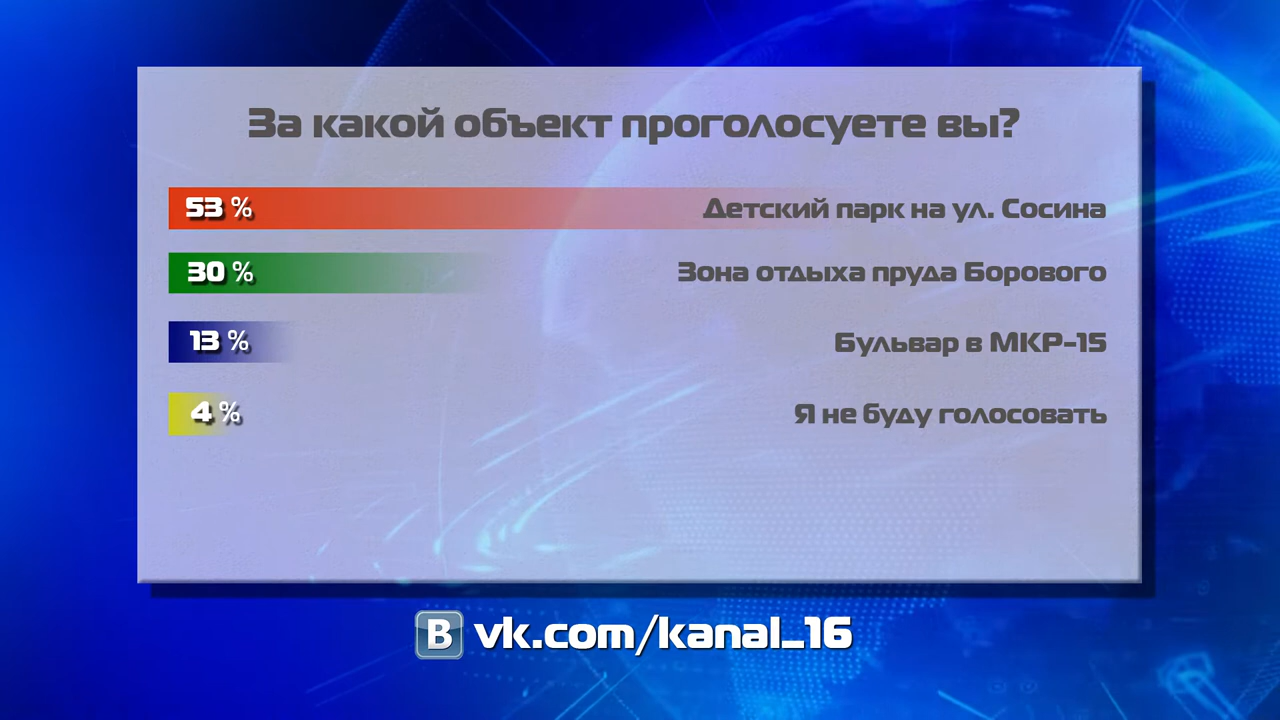 За какой объект проголосуете вы?
53 % Детский парк на ул. Сосина
30 % Зона отдыха пруда Борового
13 % Бульвар в МКР-15
4 % Я не буду голосовать
В vk.com/kanal_16